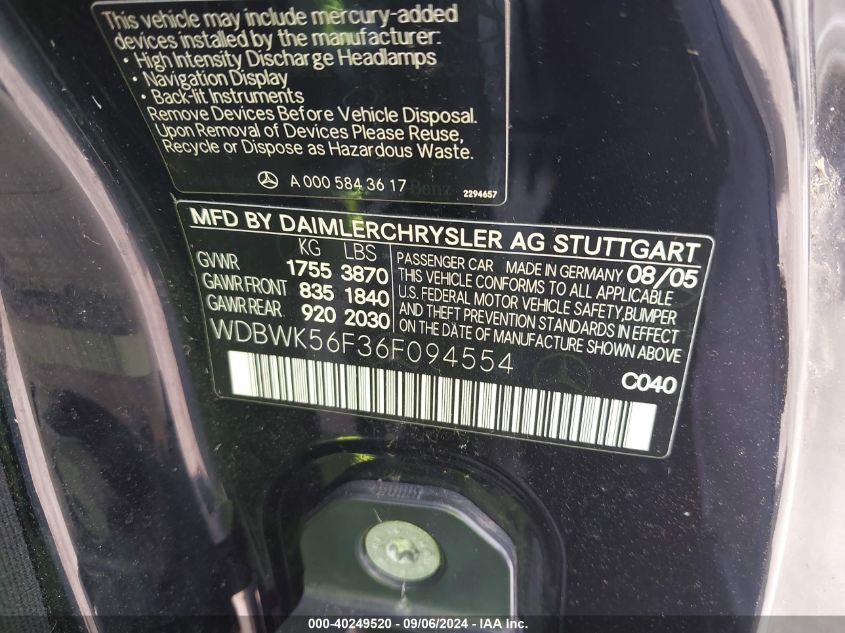 This vehicle may include mercury-added
devices installed by the manufacturer:
• High Intensity Discharge Headlamps
• Navigation Display
• Back-lit Instruments
Remove Devices Before Vehicle Disposal.
Upon Removal of Devices Please Reuse,
Recycle or Dispose as Hazardous Waste.
A 000 584 36 17
2294657
MFD BY DAIMLERCHRYSLER AG STUTTGART
KG LBS
GVWR 1755 3870
GAWR FRONT 835 1840
GAWR REAR 920 2030
PASSENGER CAR MADE IN GERMANY 08/05
THIS VEHICLE CONFORMS TO ALL APPLICABLE
U.S. FEDERAL MOTOR VEHICLE SAFETY,BUMPER
AND THEFT PREVENTION STANDARDS IN EFFECT
ON THE DATE OF MANUFACTURE SHOWN ABOVE
WDBWK56F36F094554
C040
000-40249520 - 09/06/2024 - IAA Inc.